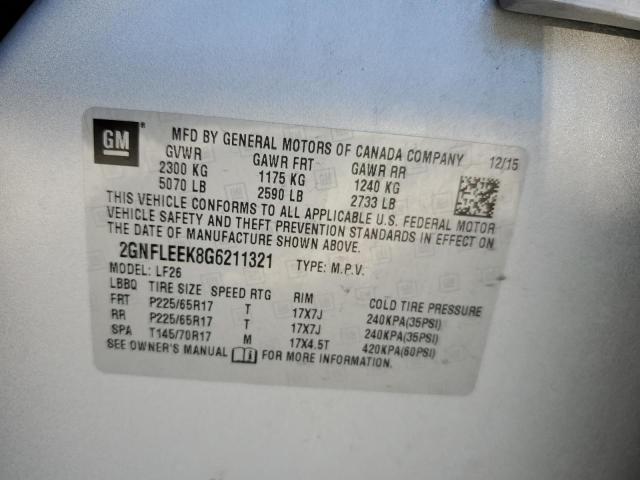 GM ® MFD BY GENERAL MOTORS OF CANADA COMPANY 12/15
GVWR GAWR FRT GAWR RR
2300 KG 1175 KG 1240 KG
5070 LB 2590 LB 2733 LB
THIS VEHICLE CONFORMS TO ALL APPLICABLE U.S. FEDERAL MOTOR
VEHICLE SAFETY AND THEFT PREVENTION STANDARDS IN EFFECT ON
THE DATE OF MANUFACTURE SHOWN ABOVE.
2GNFLEEK8G6211321 TYPE: M.P.V.
MODEL: LF26
LBBQ TIRE SIZE SPEED RTG RIM COLD TIRE PRESSURE
FRT P225/65R17 T 17X7J 240KPA(35PSI)
RR P225/65R17 T 17X7J 240KPA(35PSI)
SPA T145/70R17 M 17X4.5T 420KPA(60PSI)
SEE OWNER'S MANUAL FOR MORE INFORMATION.